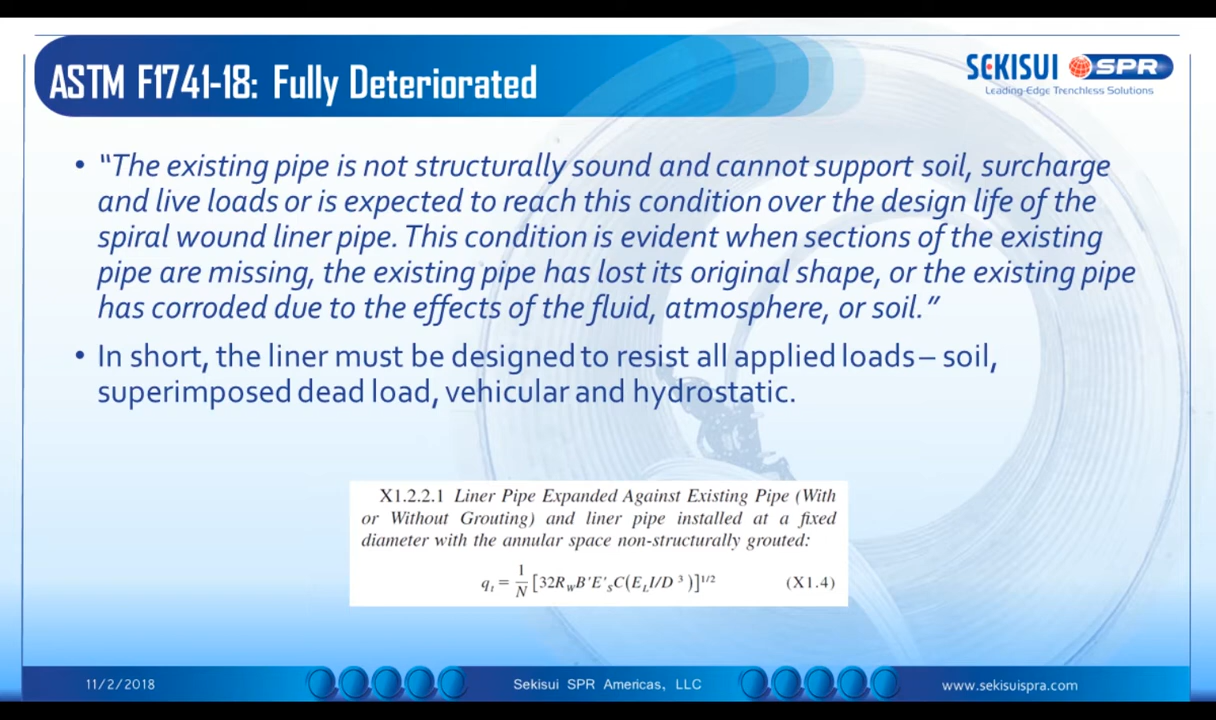 ASTM F1741-18: Fully Deteriorated
SEKISUI SPR
Leading-Edge Trenchless Solutions
• “The existing pipe is not structurally sound and cannot support soil, surcharge
and live loads or is expected to reach this condition over the design life of the
spiral wound liner pipe. This condition is evident when sections of the existing
pipe are missing, the existing pipe has lost its original shape, or the existing pipe
has corroded due to the effects of the fluid, atmosphere, or soil.”
• In short, the liner must be designed to resist all applied loads – soil,
superimposed dead load, vehicular and hydrostatic.
X1.2.2.1 Liner Pipe Expanded Against Existing Pipe (With
or Without Grouting) and liner pipe installed at a fixed
diameter with the annular space non-structurally grouted:
qₜ = 1/N [32R_wB'E'ₛC(E_LI/D³)]^1/2 (X1.4)
11/2/2018
Sekisui SPR Americas, LLC
www.sekisuispra.com